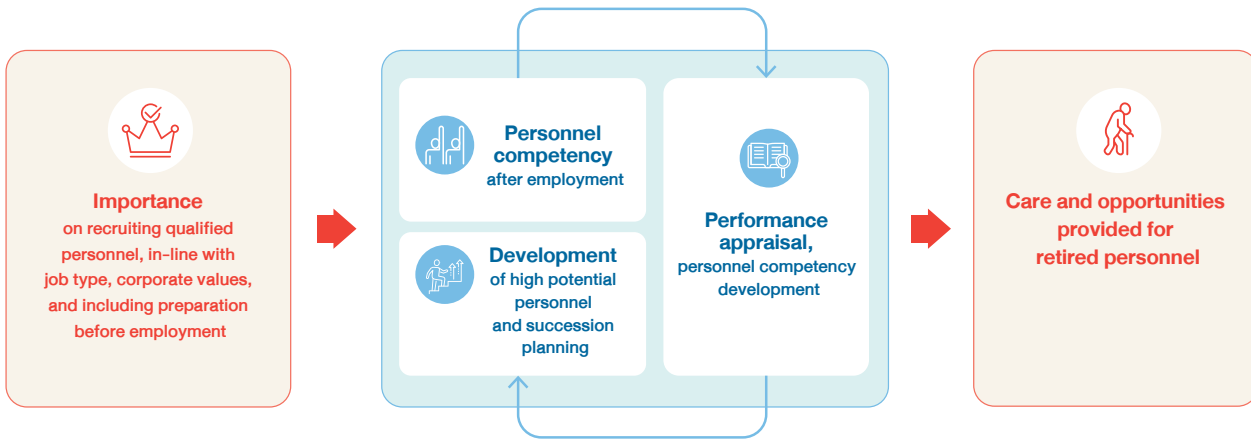 Importance
on recruiting qualified
personnel, in-line with
job type, corporate values,
and including preparation
before employment
Personnel
competency
after employment
Development
of high potential
personnel
and succession
planning
Performance
appraisal,
personnel competency
development
Care and opportunities
provided for
retired personnel